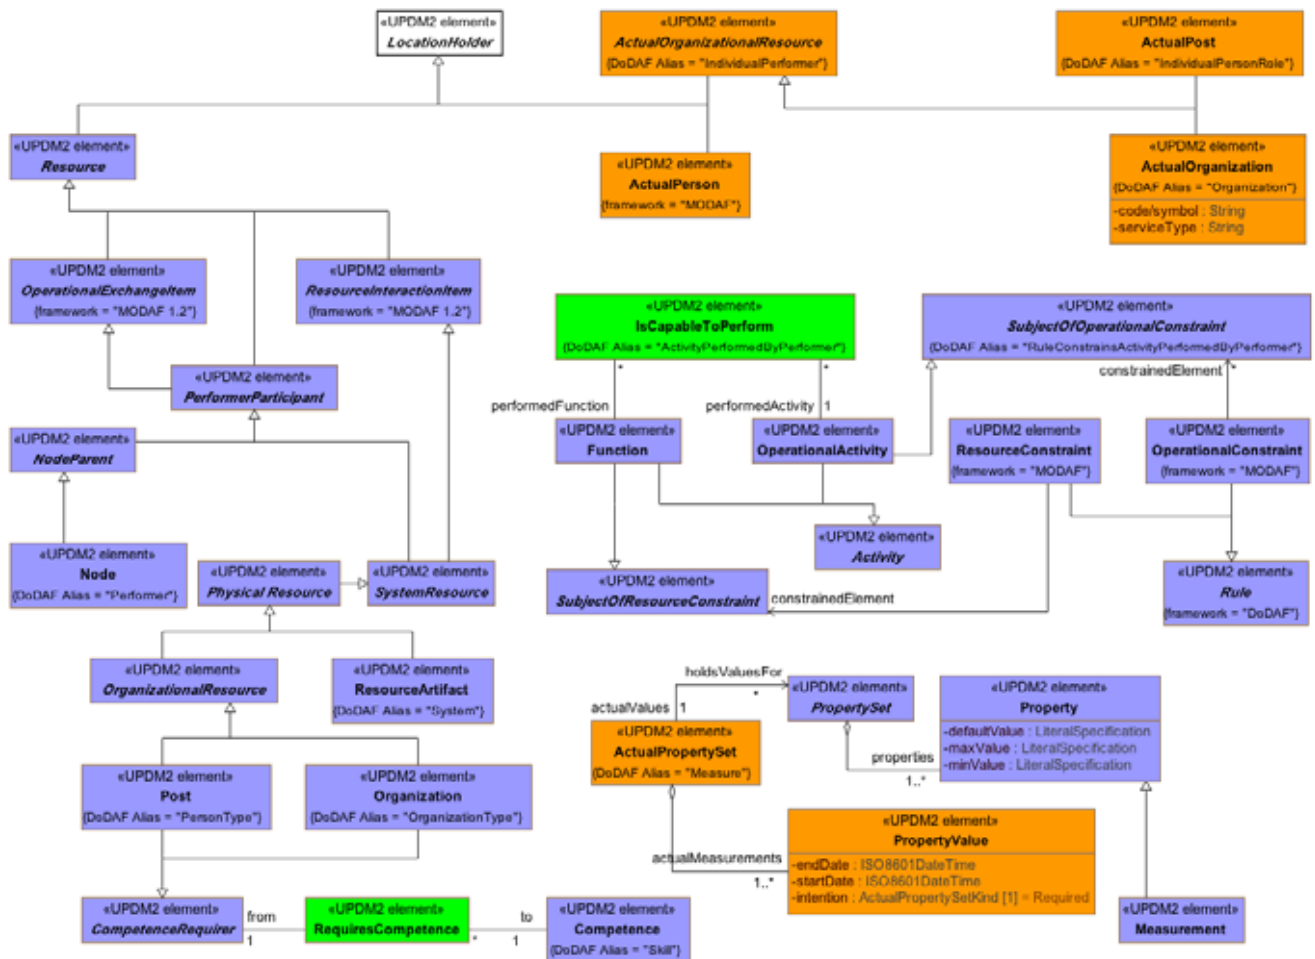 «UPDM2 element»
LocationHolder
«UPDM2 element»
ActualOrganizationalResource
{DoDAF Alias = "IndividualPerformer"}
«UPDM2 element»
ActualPost
{DoDAF Alias = "IndividualPersonRole"}
«UPDM2 element»
Resource
«UPDM2 element»
ActualPerson
{framework = "MODAF"}
«UPDM2 element»
ActualOrganization
{DoDAF Alias = "Organization"}
-code/symbol : String
-serviceType : String
«UPDM2 element»
OperationalExchangeItem
{framework = "MODAF 1.2"}
«UPDM2 element»
ResourceInteractionItem
{framework = "MODAF 1.2"}
«UPDM2 element»
IsCapableToPerform
{DoDAF Alias = "ActivityPerformedByPerformer"}
«UPDM2 element»
SubjectOfOperationalConstraint
{DoDAF Alias = "RuleConstrainsActivityPerformedByPerformer"}
* *
constrainedElement *
«UPDM2 element»
PerformerParticipant
performedFunction
performedActivity 1
«UPDM2 element»
NodeParent
«UPDM2 element»
Function
«UPDM2 element»
OperationalActivity
«UPDM2 element»
ResourceConstraint
{framework = "MODAF"}
«UPDM2 element»
OperationalConstraint
{framework = "MODAF"}
«UPDM2 element»
Activity
«UPDM2 element»
Node
{DoDAF Alias = "Performer"}
«UPDM2 element»
Physical Resource
«UPDM2 element»
SystemResource
«UPDM2 element»
SubjectOfResourceConstraint
constrainedElement
«UPDM2 element»
Rule
{framework = "DoDAF"}
«UPDM2 element»
OrganizationalResource
«UPDM2 element»
ResourceArtifact
{DoDAF Alias = "System"}
holdsValuesFor
*
actualValues 1
«UPDM2 element»
PropertySet
«UPDM2 element»
Property
-defaultValue : LiteralSpecification
-maxValue : LiteralSpecification
-minValue : LiteralSpecification
«UPDM2 element»
ActualPropertySet
{DoDAF Alias = "Measure"}
properties
1..*
«UPDM2 element»
Post
{DoDAF Alias = "PersonType"}
«UPDM2 element»
Organization
{DoDAF Alias = "OrganizationType"}
actualMeasurements
1..*
«UPDM2 element»
PropertyValue
-endDate : ISO8601DateTime
-startDate : ISO8601DateTime
-intention : ActualPropertySetKind [1] = Required
«UPDM2 element»
CompetenceRequirer
from
1
«UPDM2 element»
RequiresCompetence
to
* 1
«UPDM2 element»
Competence
{DoDAF Alias = "Skill"}
«UPDM2 element»
Measurement